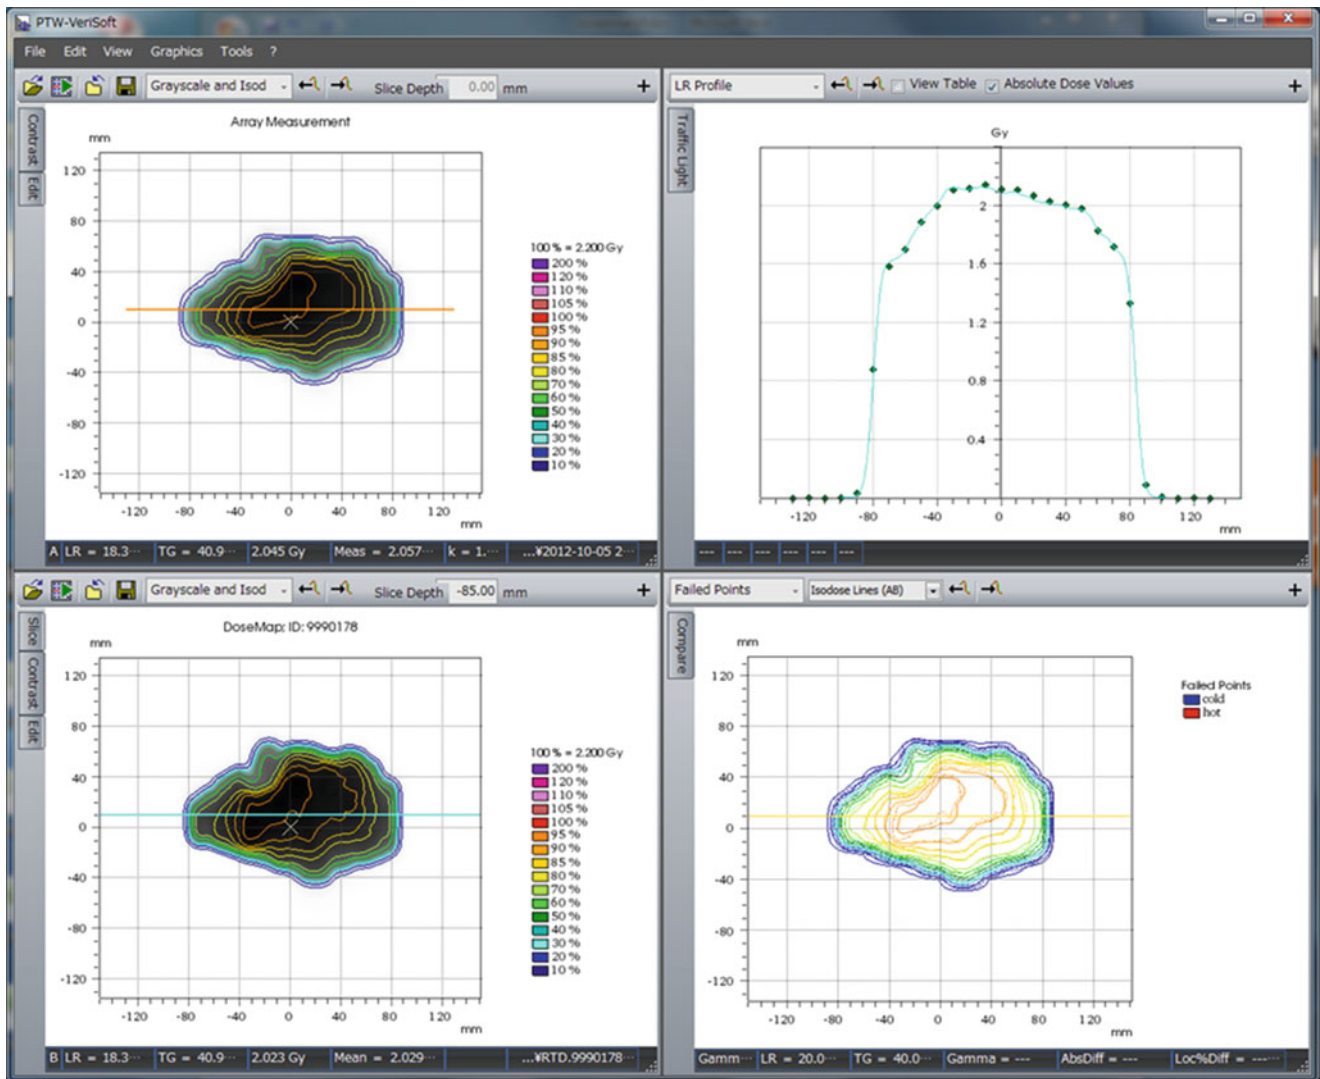 PTW-VeriSoft
File Edit View Graphics Tools ?
Grayscale and Isod Slice Depth 0.00 mm
Contrast
Edit
Array Measurement
mm
120
80
40
0
-40
-80
-120
-120 -80 -40 0 40 80 120
mm
100 % = 2.200 Gy
200 %
120 %
110 %
105 %
100 %
95 %
90 %
85 %
80 %
70 %
60 %
50 %
40 %
30 %
20 %
10 %
A LR = 18.3... TG = 40.9... 2.045 Gy Meas = 2.057... k = 1.... ...¥2012-10-05 2...
LR Profile View Table Absolute Dose Values
Traffic Light
Gy
2
1.6
1.2
0.8
0.4
-120 -80 -40 0 40 80 120
mm
--- --- --- --- --- ---
Grayscale and Isod Slice Depth -85.00 mm
Slice
Contrast
Edit
DoseMap; ID: 9990178
mm
120
80
40
0
-40
-80
-120
-120 -80 -40 0 40 80 120
mm
100 % = 2.200 Gy
200 %
120 %
110 %
105 %
100 %
95 %
90 %
85 %
80 %
70 %
60 %
50 %
40 %
30 %
20 %
10 %
B LR = 18.3... TG = 40.9... 2.023 Gy Mean = 2.029... ...¥RTD.9990178...
Failed Points Isodose Lines (AB)
Compare
mm
120
80
40
0
-40
-80
-120
-120 -80 -40 0 40 80 120
mm
Failed Points
cold
hot
Gamm... LR = 20.0... TG = 40.0... Gamma = --- AbsDiff = --- Loc%Diff = ---...